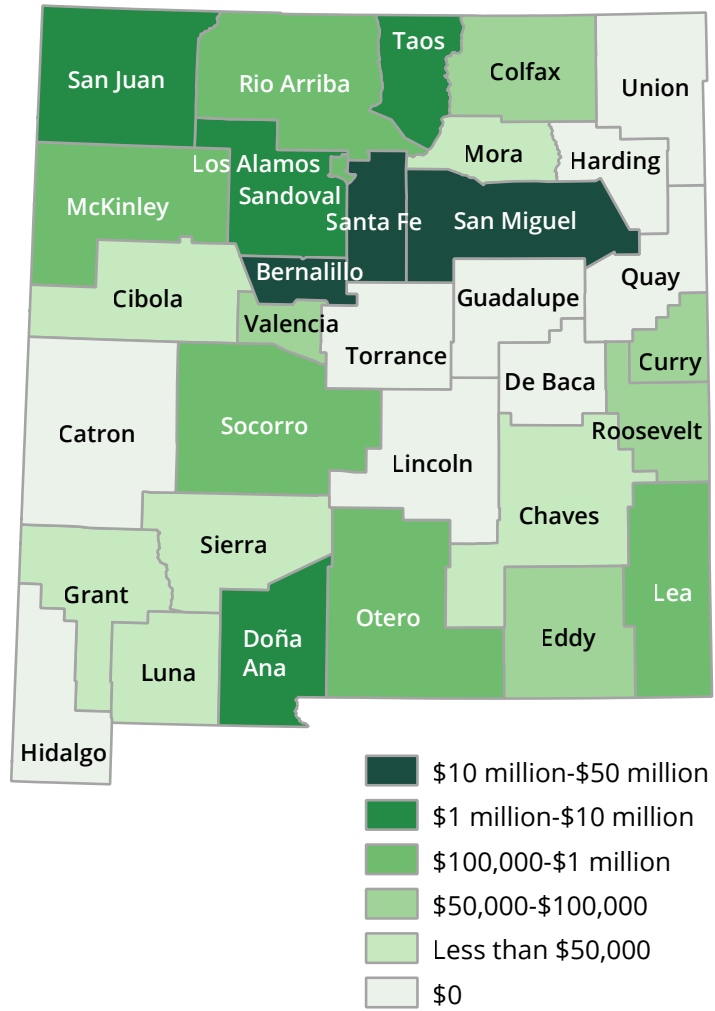 Taos
San Juan
Rio Arriba
Colfax
Union
Mora
Harding
Los Alamos
Sandoval
McKinley
Santa Fe
San Miguel
Bernalillo
Quay
Cibola
Guadalupe
Valencia
Torrance
Curry
De Baca
Catron
Socorro
Roosevelt
Lincoln
Chaves
Sierra
Grant
Lea
Otero
Doña
Ana
Eddy
Luna
Hidalgo
$10 million-$50 million
$1 million-$10 million
$100,000-$1 million
$50,000-$100,000
Less than $50,000
$0